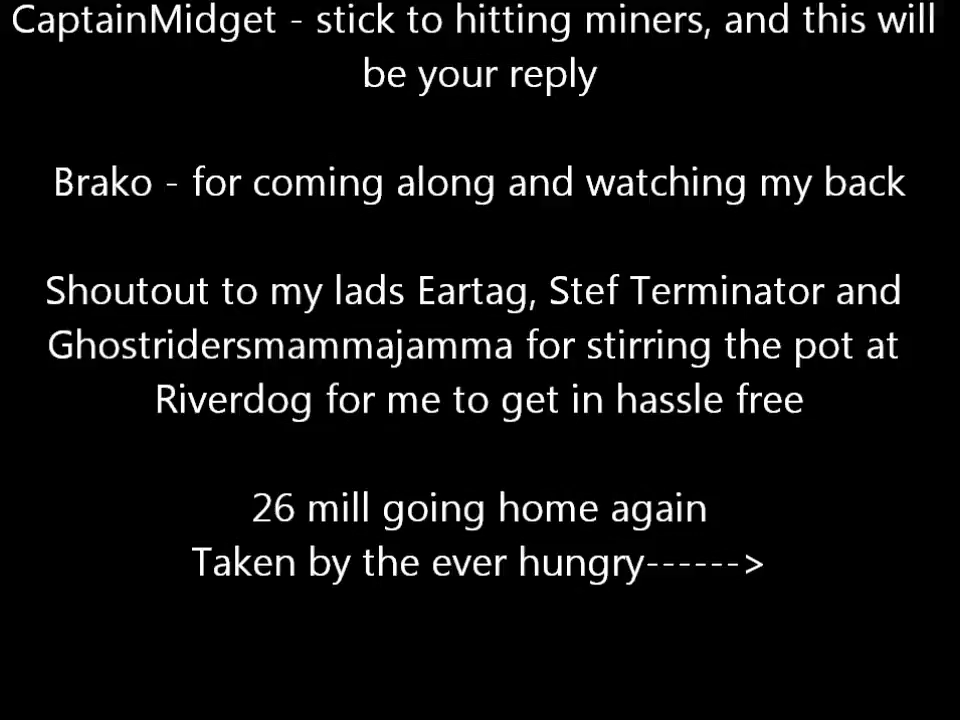 CaptainMidget - stick to hitting miners, and this will
be your reply
Brako - for coming along and watching my back
Shoutout to my lads Eartag, Stef Terminator and
Ghostridersmammajamma for stirring the pot at
Riverdog for me to get in hassle free
26 mill going home again
Taken by the ever hungry------>